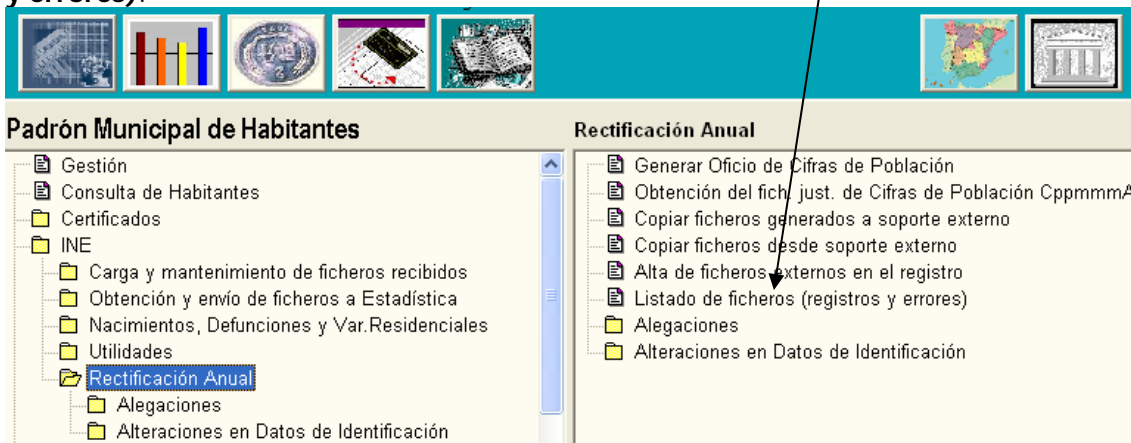 y errores).
Padrón Municipal de Habitantes
Gestión
Consulta de Habitantes
Certificados
INE
Carga y mantenimiento de ficheros recibidos
Obtención y envío de ficheros a Estadística
Nacimientos, Defunciones y Var.Residenciales
Utilidades
Rectificación Anual
Alegaciones
Alteraciones en Datos de Identificación
Rectificación Anual
Generar Oficio de Cifras de Población
Obtención del fich. just. de Cifras de Población CppmmmA
Copiar ficheros generados a soporte externo
Copiar ficheros desde soporte externo
Alta de ficheros externos en el registro
Listado de ficheros (registros y errores)
Alegaciones
Alteraciones en Datos de Identificación